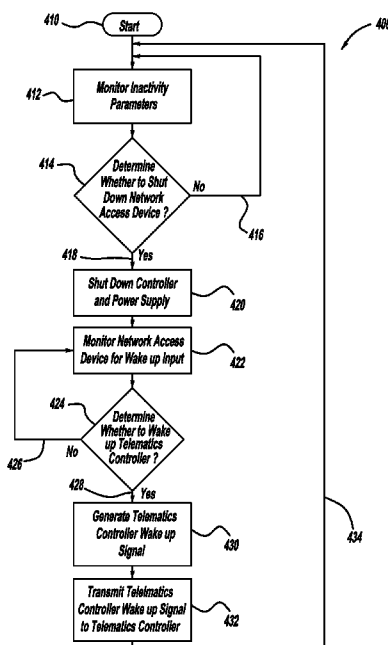 410
Start
400
412
Monitor Inactivity
Parameters
414
Determine
Whether to Shut
Down Network
Access Device ?
No
416
418
Yes
Shut Down Controller
and Power Supply
420
Monitor Network Access
Device for Wake up Input
422
424
Determine
Whether to Wake
up Telematics
Controller ?
No
426
428
Yes
Generate Telematics
Controller Wake up
Signal
430
434
Transmit Telelmatics
Controller Wake up Signal
to Telematics Controller
432